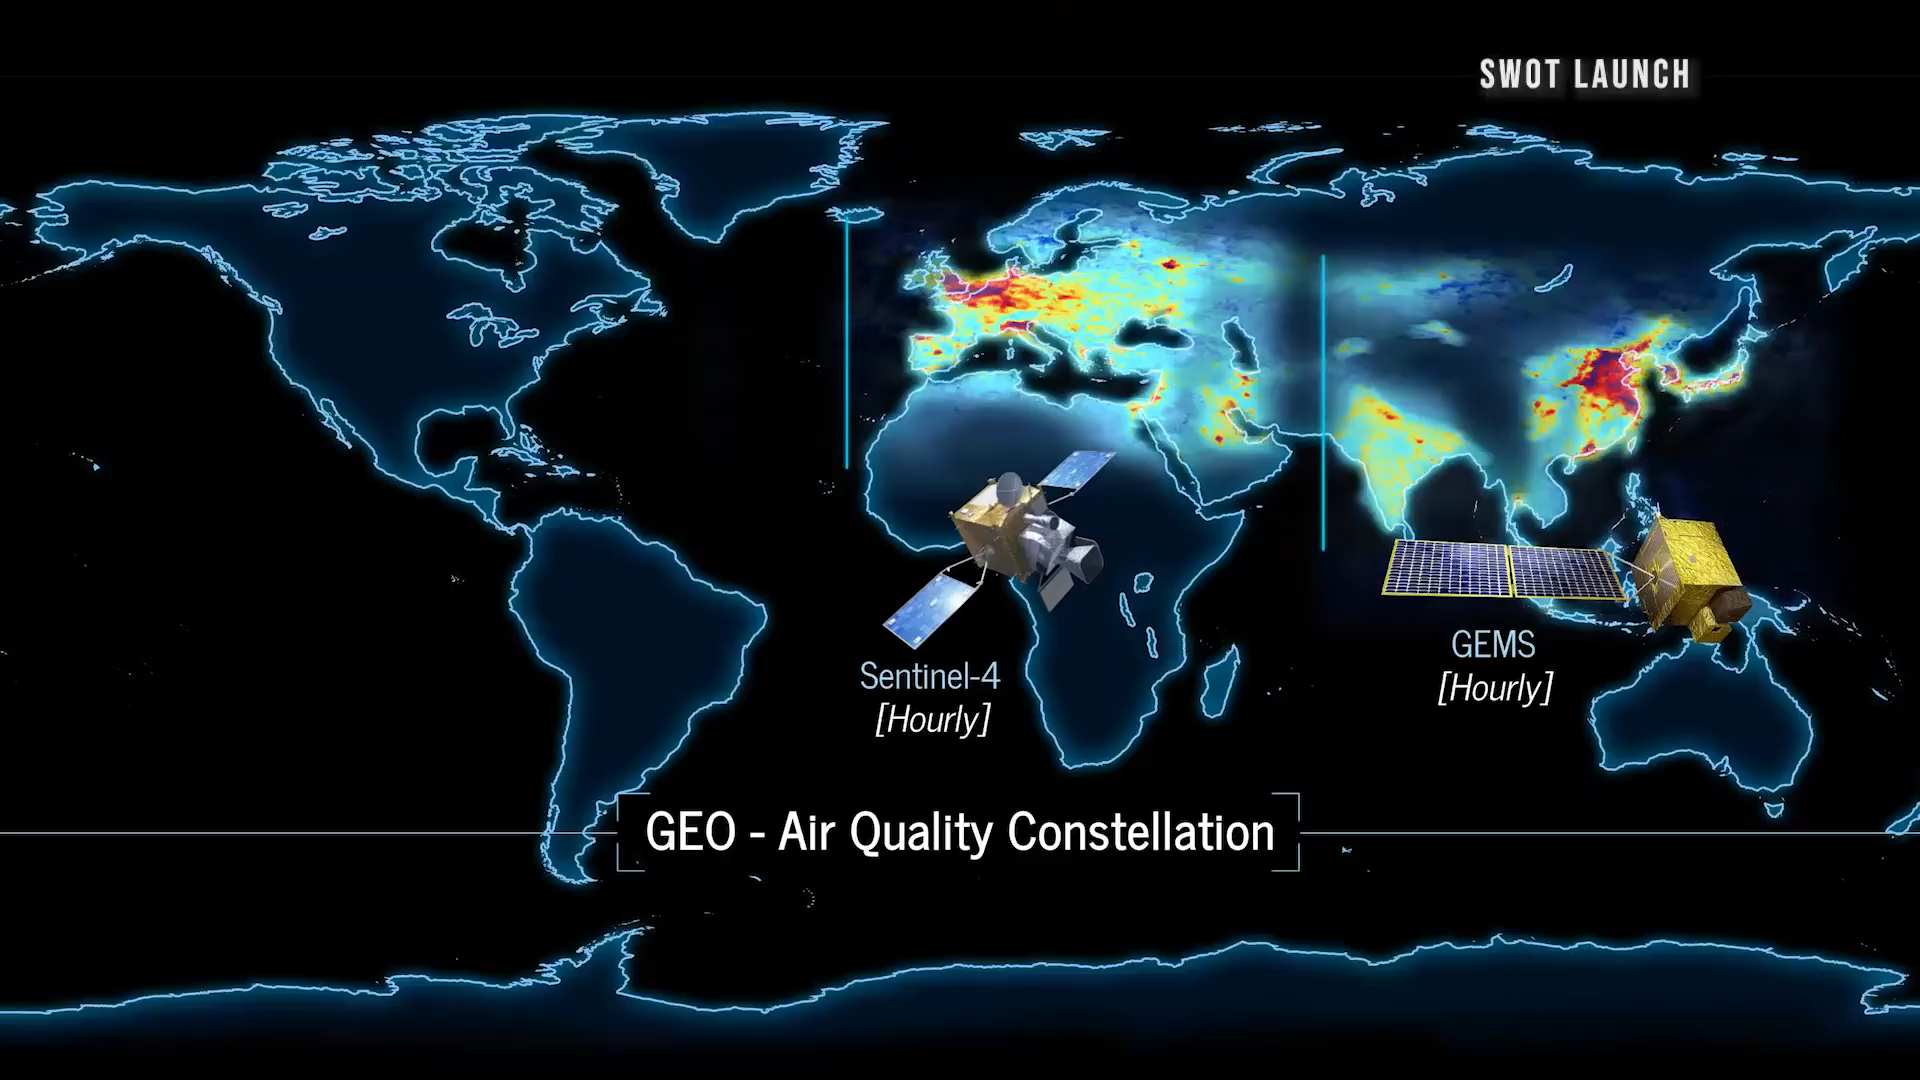 SWOT LAUNCH
Sentinel-4
[Hourly]
GEMS
[Hourly]
GEO - Air Quality Constellation